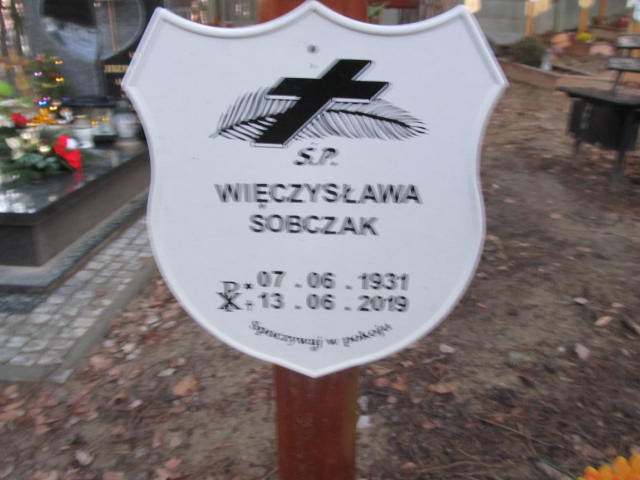 Ś.P.
WIĘCZYSŁAWA
SOBCZAK
* 07.06.1931
† 13.06.2019
Spoczywaj w pokoju